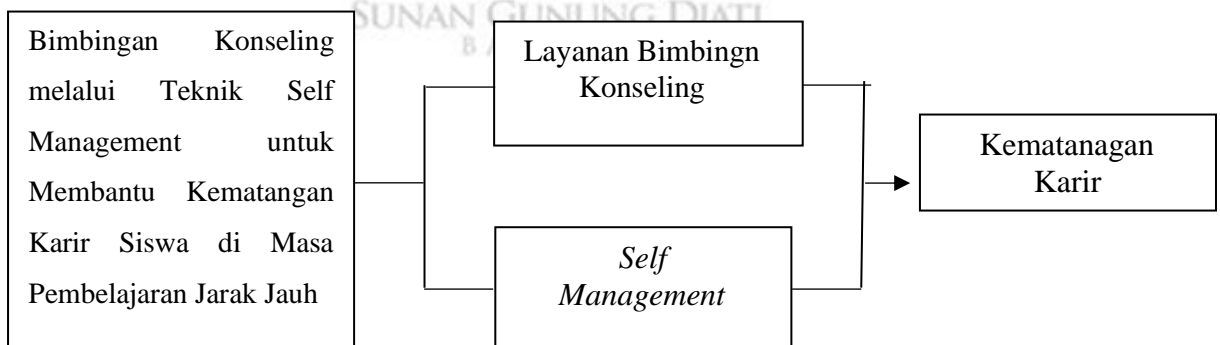 SUNAN GUNUNG DJATI
B
Bimbingan Konseling
melalui Teknik Self
Management untuk
Membantu Kematangan
Karir Siswa di Masa
Pembelajaran Jarak Jauh
Layanan Bimbingn
Konseling
Self
Management
Kematanagan
Karir